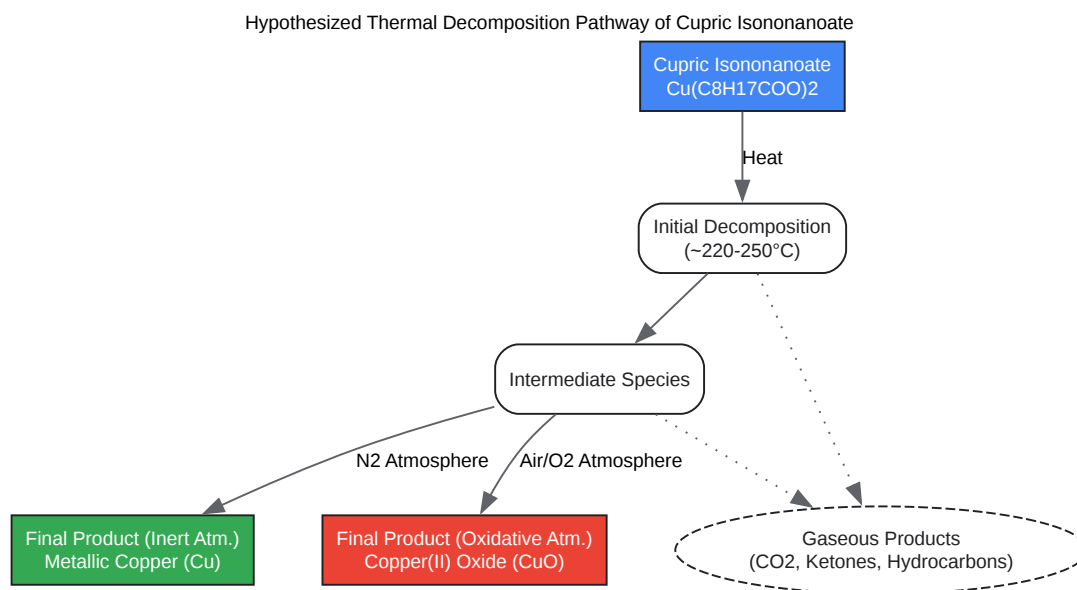 Hypothesized Thermal Decomposition Pathway of Cupric Isononanoate
Cupric Isononanoate
Cu(C8H17COO)2
Heat
Initial Decomposition
(~220-250°C)
Intermediate Species
N2 Atmosphere
Air/O2 Atmosphere
Final Product (Inert Atm.)
Metallic Copper (Cu)
Final Product (Oxidative Atm.)
Copper(II) Oxide (CuO)
Gaseous Products
(CO2, Ketones, Hydrocarbons)